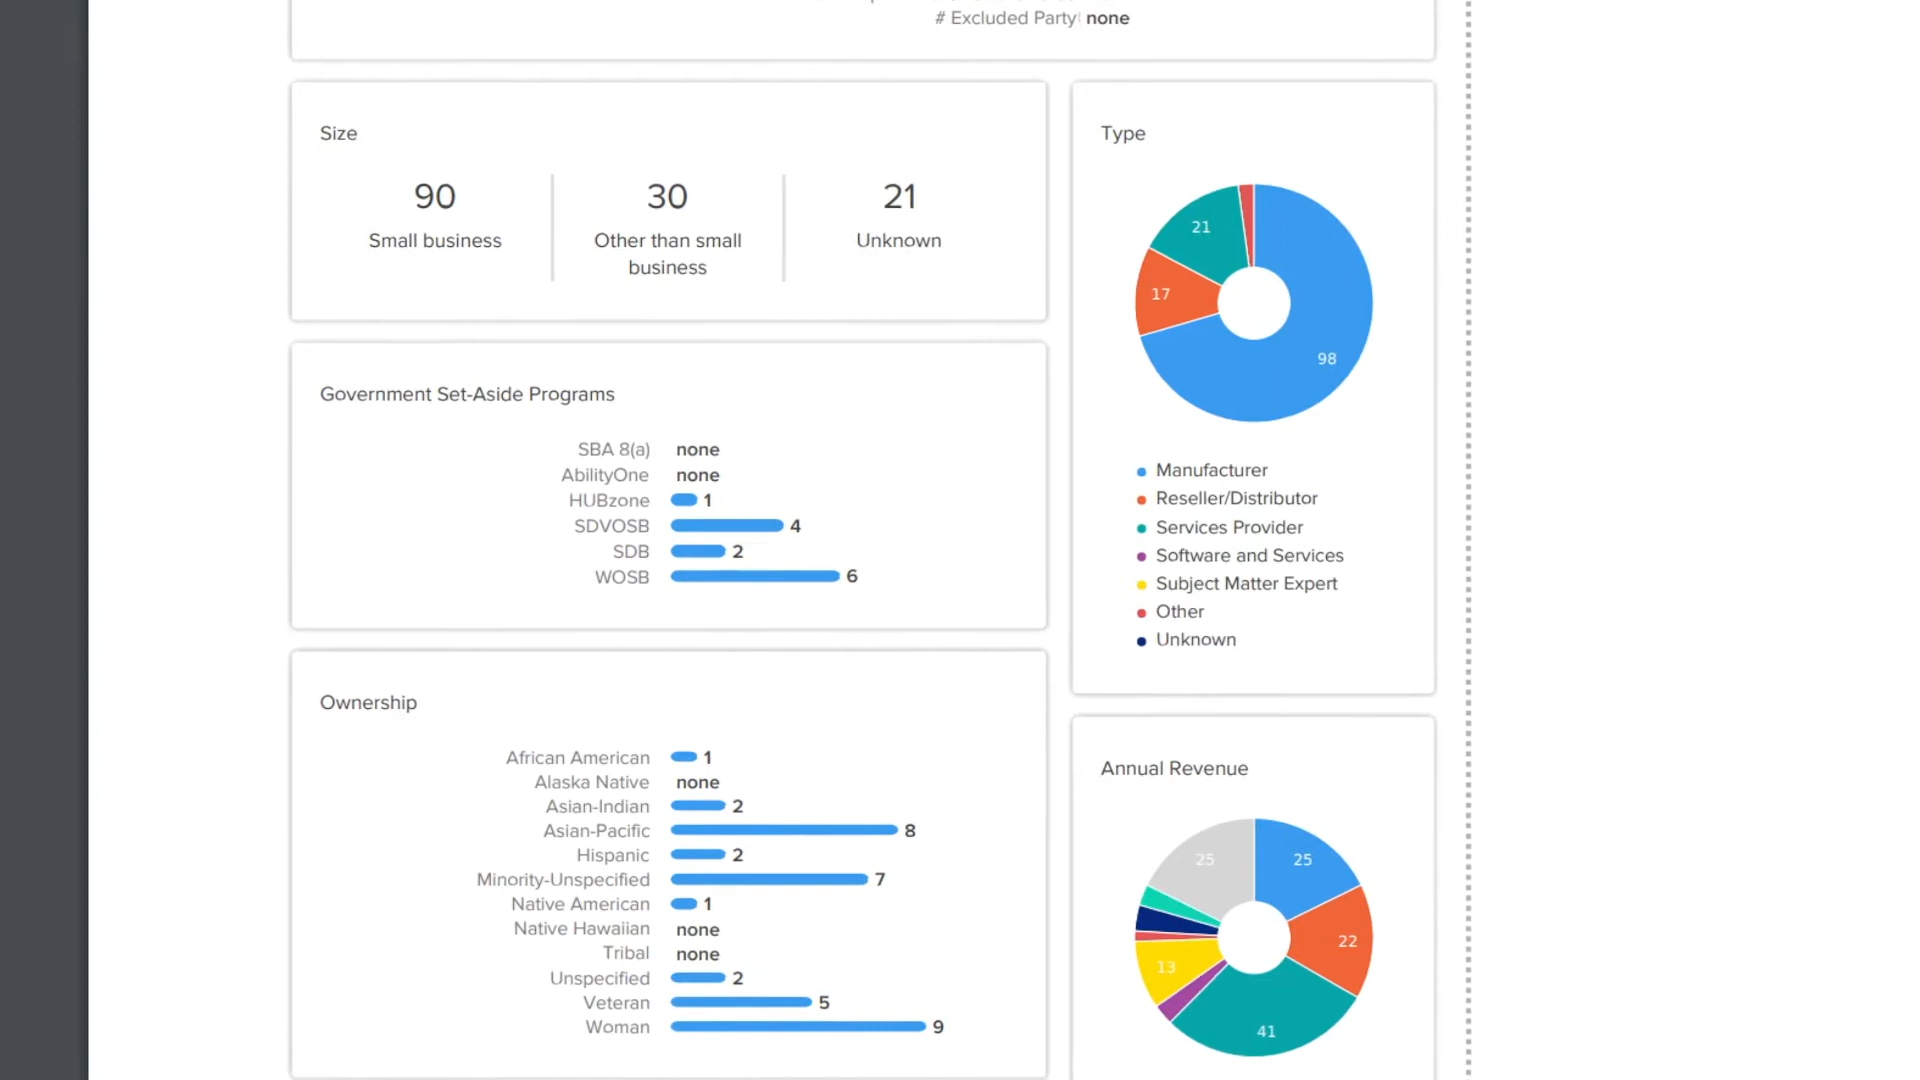 # Excluded Party none
Size
90
Small business
30
Other than small
business
21
Unknown
Government Set-Aside Programs
SBA 8(a) none
AbilityOne none
HUBzone 1
SDVOSB 4
SDB 2
WOSB 6
Ownership
African American 1
Alaska Native none
Asian-Indian 2
Asian-Pacific 8
Hispanic 2
Minority-Unspecified 7
Native American 1
Native Hawaiian none
Tribal none
Unspecified 2
Veteran 5
Woman 9
Type
21
17
98
Manufacturer
Reseller/Distributor
Services Provider
Software and Services
Subject Matter Expert
Other
Unknown
Annual Revenue
25
25
22
13
41